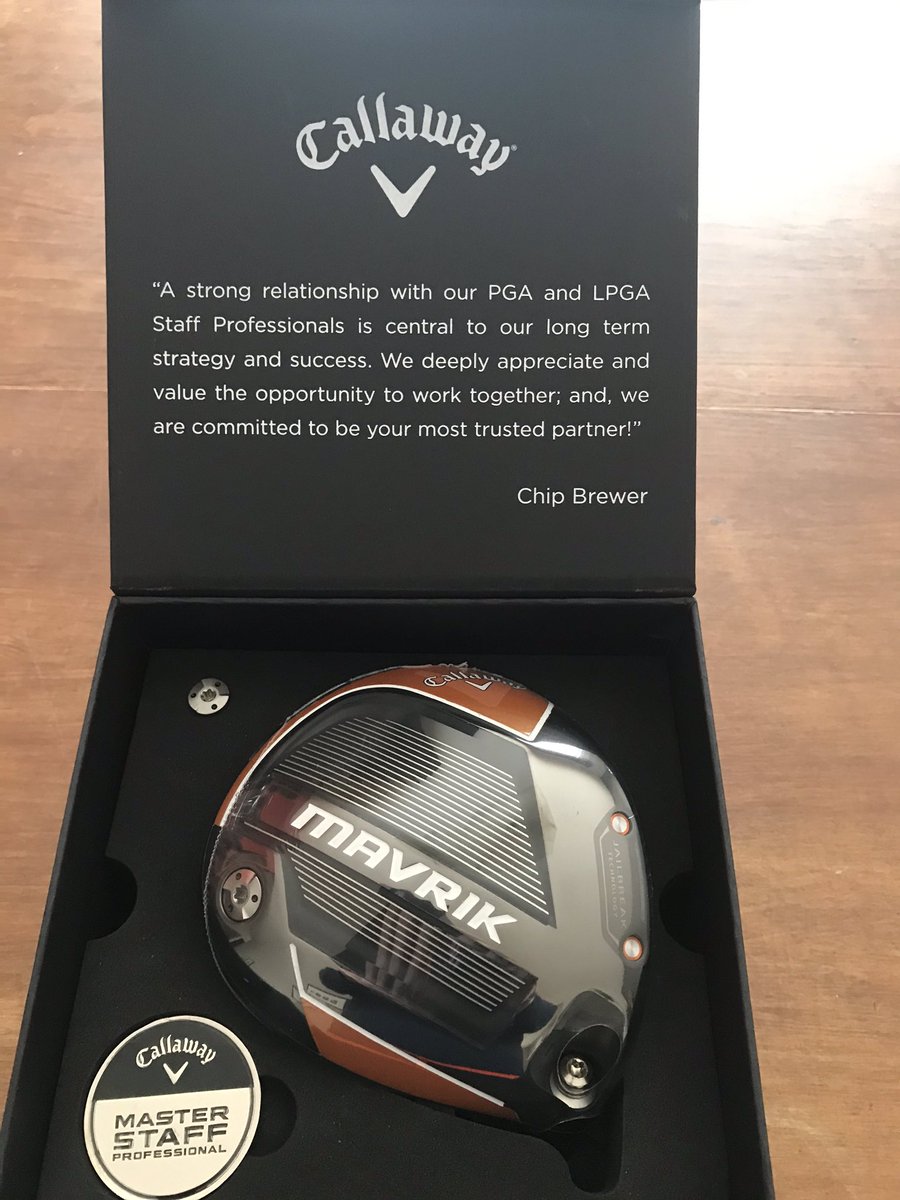 Callaway
“A strong relationship with our PGA and LPGA
Staff Professionals is central to our long term
strategy and success. We deeply appreciate and
value the opportunity to work together; and, we
are committed to be your most trusted partner!”
Chip Brewer
Callaway
MAVRIK
JAILBREAK
TECHNOLOGY
Callaway
MASTER
STAFF
PROFESSIONAL